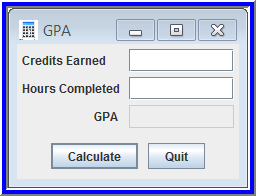 GPA
Credits Earned
Hours Completed
GPA
Calculate Quit